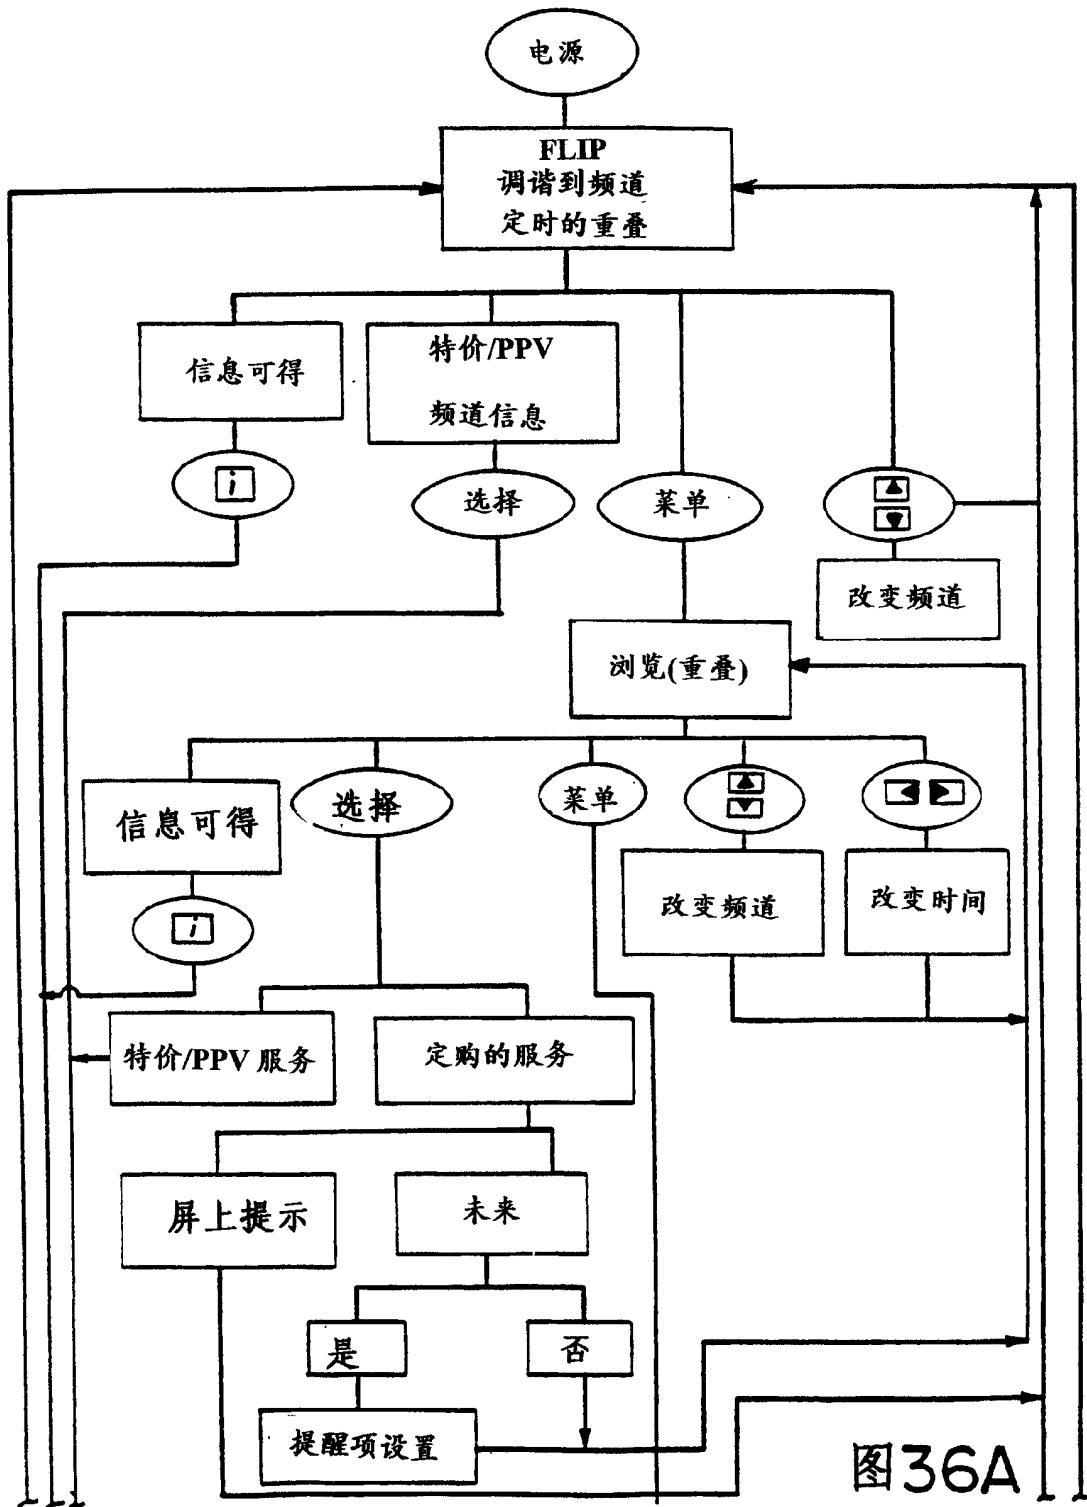 电源
FLIP
调谐到频道
定时的重叠
信息可得
特价/PPV
频道信息
i
选择
菜单
改变频道
浏览(重叠)
信息可得
选择
菜单
i
改变频道
改变时间
特价/PPV 服务
定购的服务
屏上提示
未来
是
否
提醒项设置
图36A